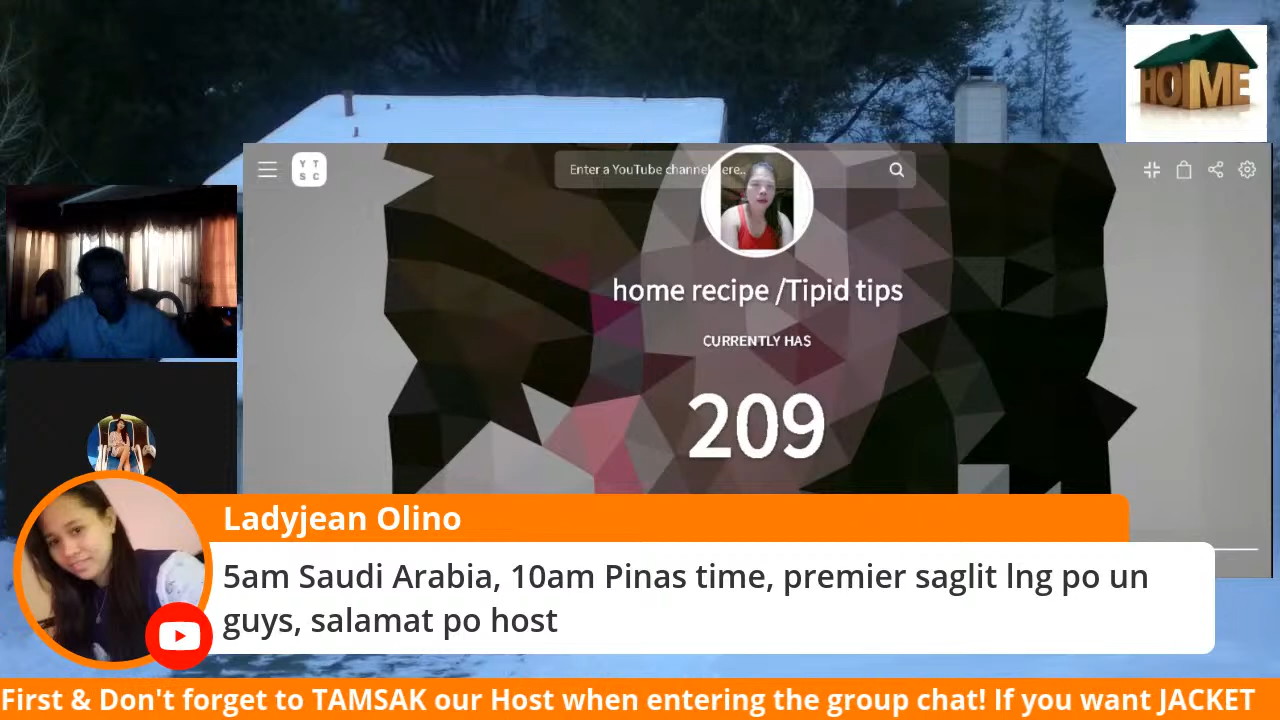 HOME
Y T
S C
Enter a YouTube channel ere..
home recipe /Tipid tips
CURRENTLY HAS
209
Ladyjean Olino
5am Saudi Arabia, 10am Pinas time, premier saglit lng po un
guys, salamat po host
First & Don't forget to TAMSAK our Host when entering the group chat! If you want JACKET